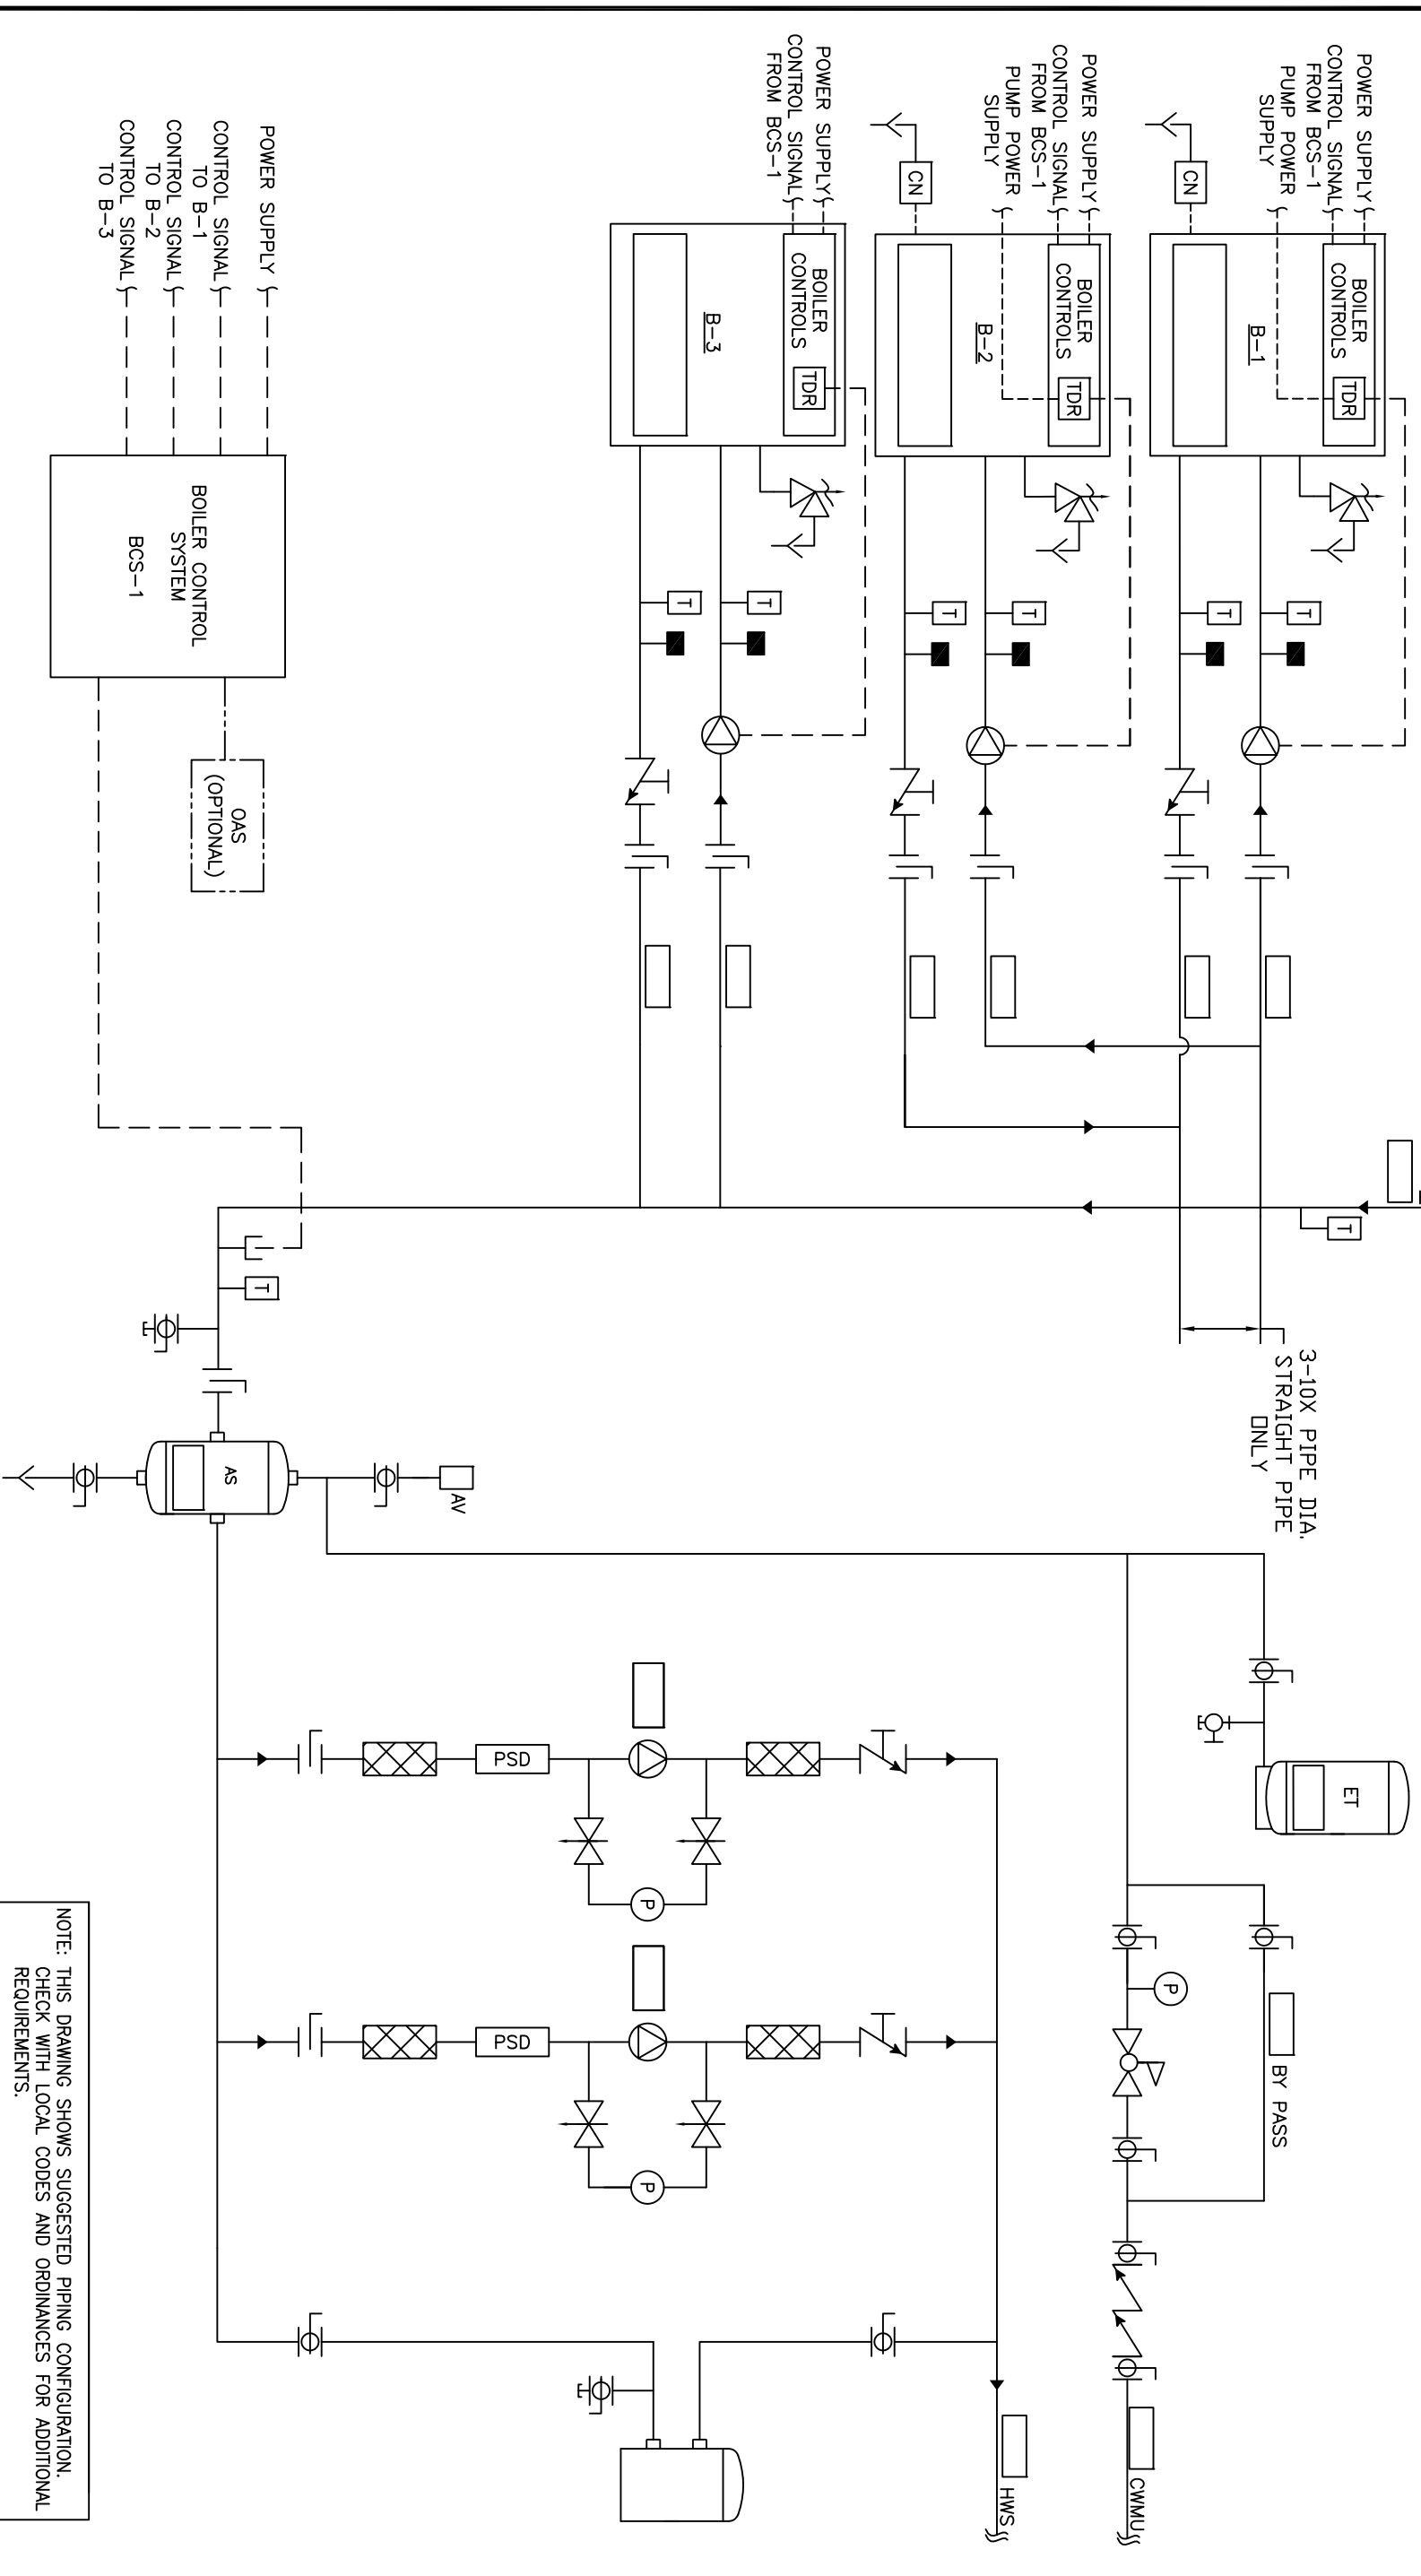 POWER SUPPLY
CONTROL SIGNAL
FROM BCS-1
PUMP POWER
SUPPLY
CN
BOILER
CONTROLS
TDR
B-1
T
T
POWER SUPPLY
CONTROL SIGNAL
FROM BCS-1
PUMP POWER
SUPPLY
CN
BOILER
CONTROLS
TDR
B-2
T
T
POWER SUPPLY
CONTROL SIGNAL
FROM BCS-1
BOILER
CONTROLS
TDR
B-3
T
T
POWER SUPPLY
CONTROL SIGNAL
TO B-1
CONTROL SIGNAL
TO B-2
CONTROL SIGNAL
TO B-3
BOILER CONTROL
SYSTEM
BCS-1
OAS
(OPTIONAL)
T
T
3-10X PIPE DIA.
STRAIGHT PIPE
ONLY
AS
AV
ET
PSD
P
PSD
P
P
BY PASS
CWMU
HWS
NOTE: THIS DRAWING SHOWS SUGGESTED PIPING CONFIGURATION.
CHECK WITH LOCAL CODES AND ORDINANCES FOR ADDITIONAL
REQUIREMENTS.